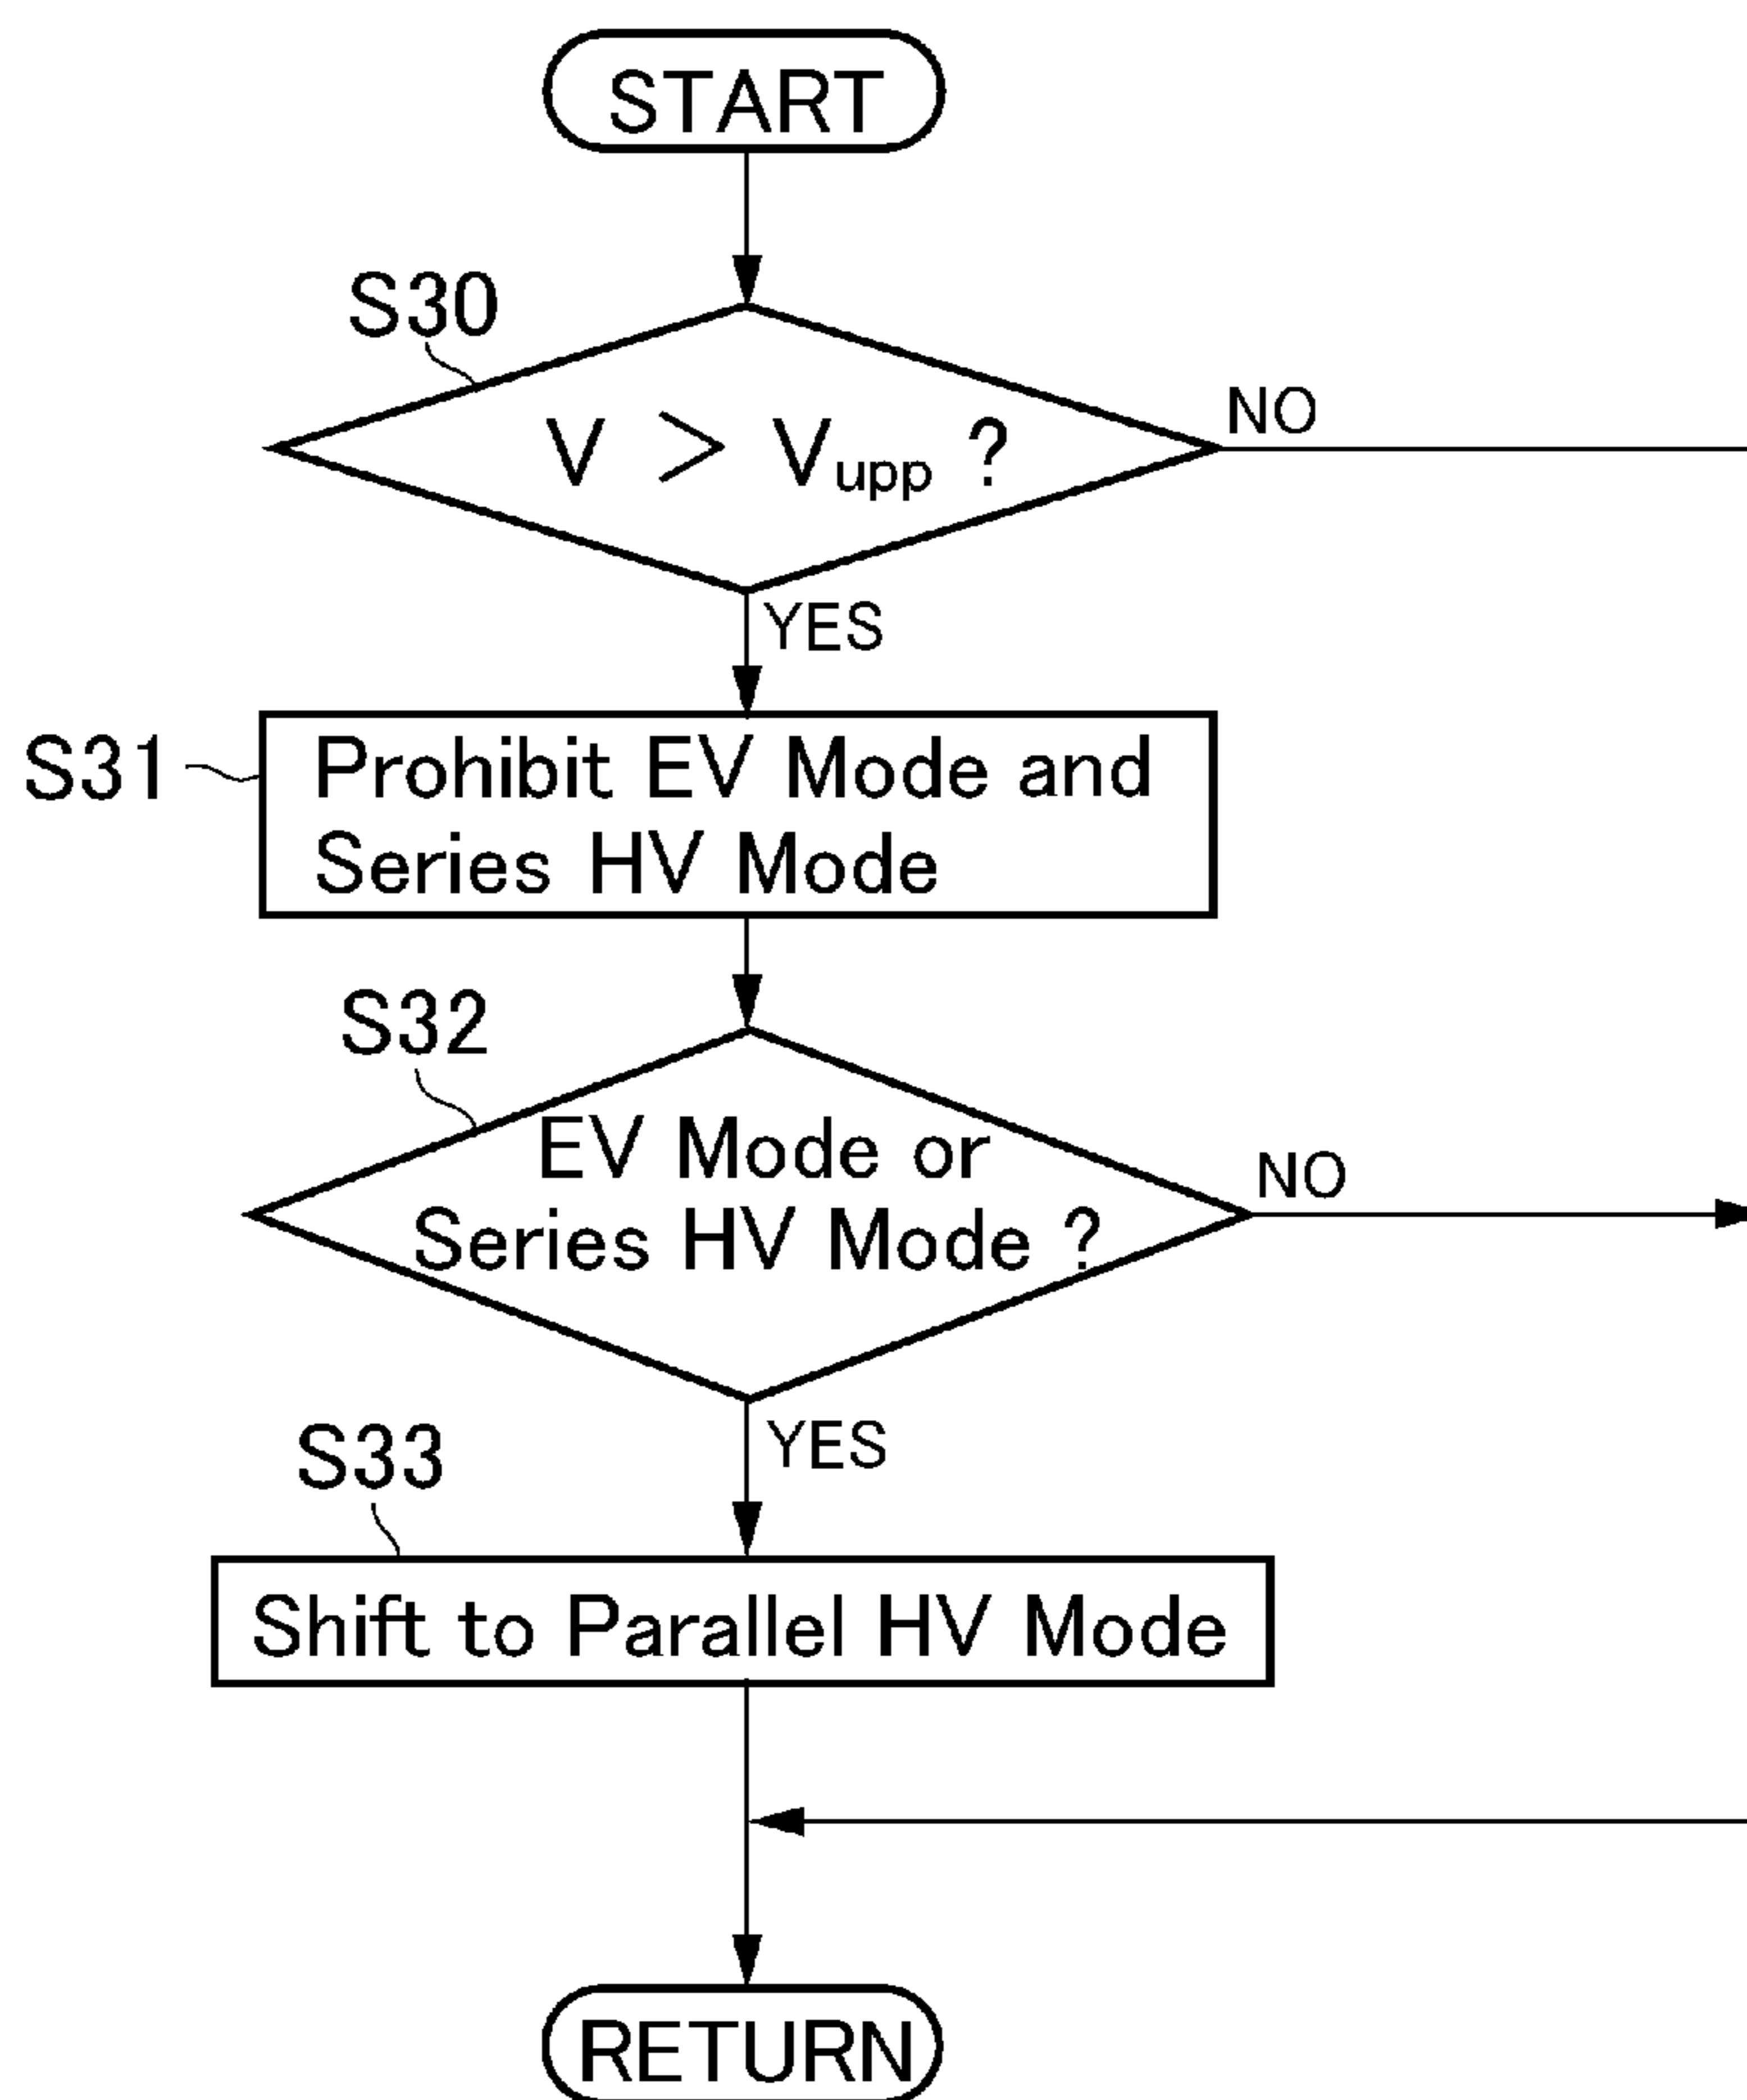 START
S30
V > Vupp ?
NO
YES
S31
Prohibit EV Mode and
Series HV Mode
S32
EV Mode or
Series HV Mode ?
NO
YES
S33
Shift to Parallel HV Mode
RETURN